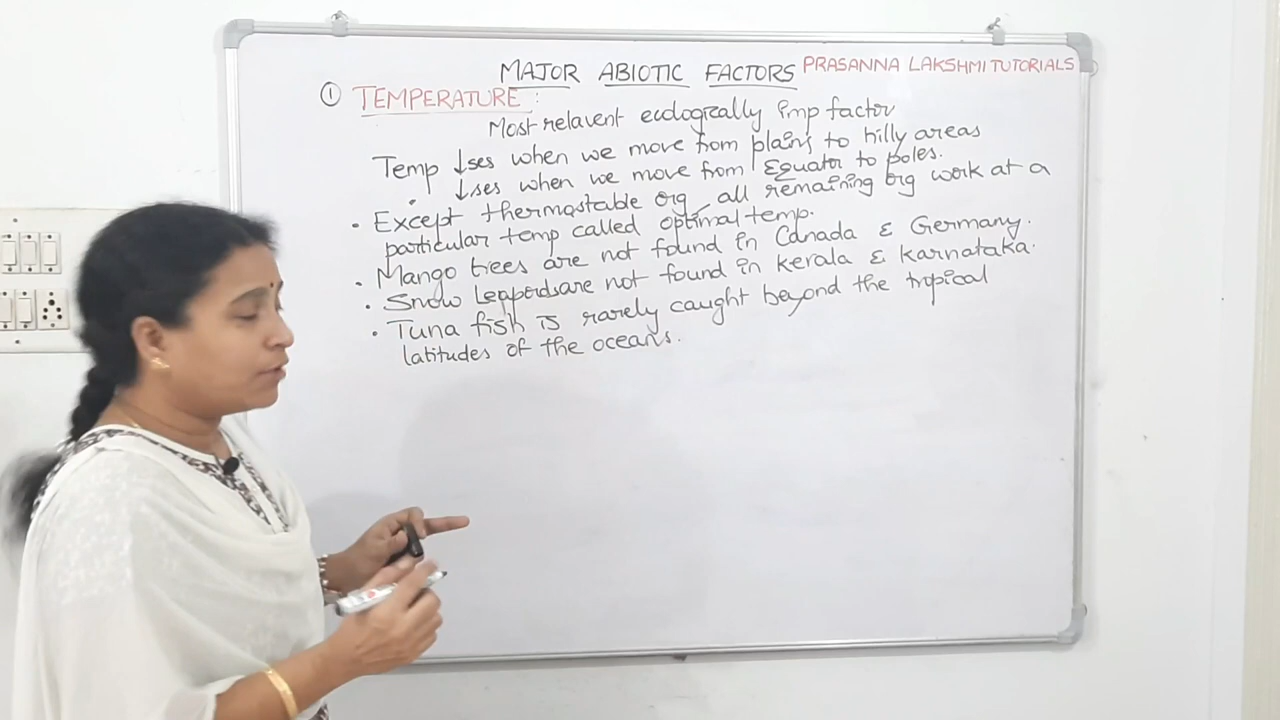 MAJOR ABIOTIC FACTORS PRASANNA LAKSHMI TUTORIALS
① TEMPERATURE :
Most relavent ecologically imp factor
Temp ↓ses when we move from plains to hilly areas
↓ses when we move from Equator to poles.
• Except thermostable org all remaining org work at a
particular temp called optimal temp.
• Mango trees are not found in Canada & Germany.
• Snow Leppords are not found in kerala & karnataka.
• Tuna fish is rarely caught beyond the tropical
latitudes of the oceans.